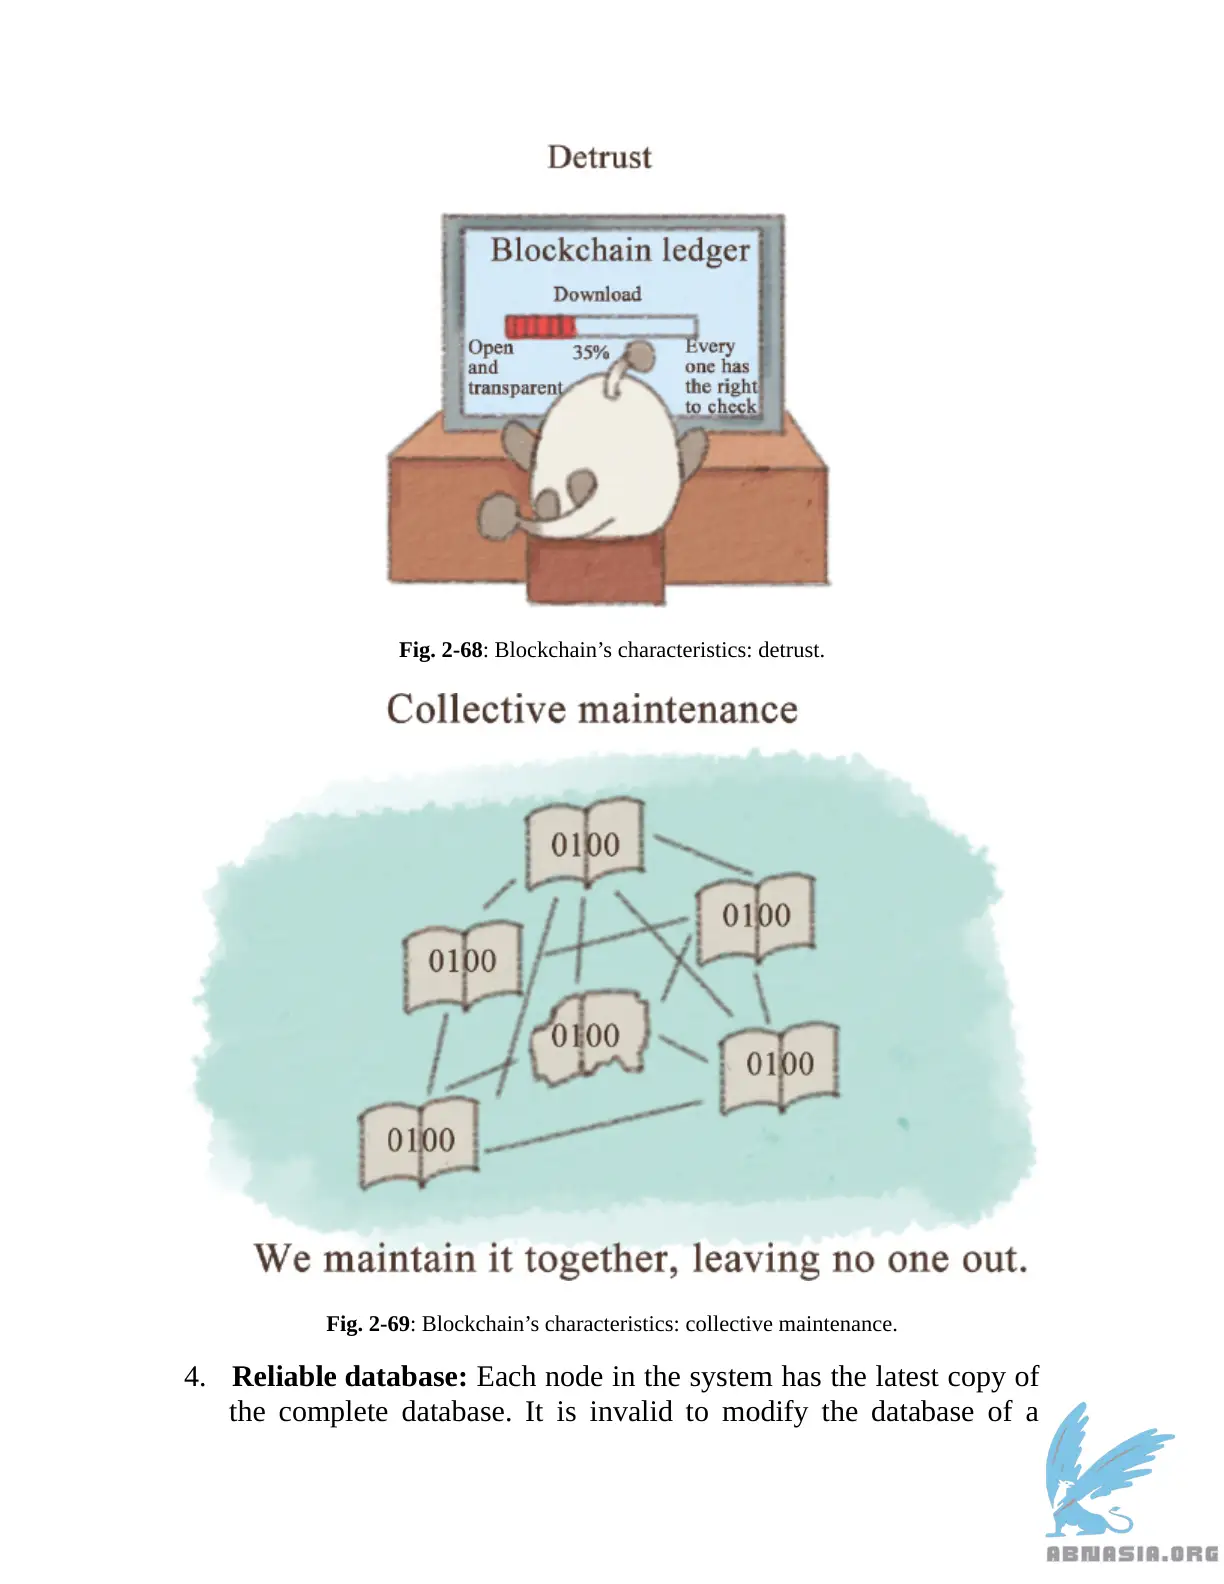 Detrust
Blockchain ledger
Download
35%
Open
and
transparent
Every
one has
the right
to check
Fig. 2-68: Blockchain’s characteristics: detrust.
Collective maintenance
0100
0100
0100
0100
0100
0100
We maintain it together, leaving no one out.
Fig. 2-69: Blockchain’s characteristics: collective maintenance.
4. Reliable database: Each node in the system has the latest copy of
the complete database. It is invalid to modify the database of a
ABNASIA.ORG